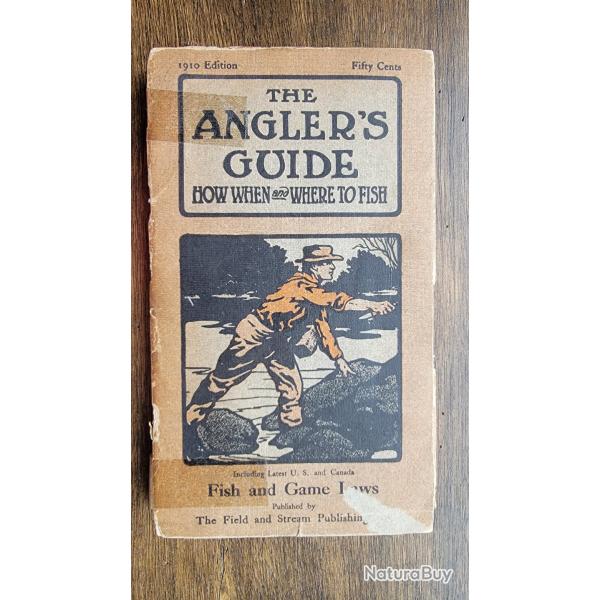 1910 Edition Fifty Cents
THE
ANGLER'S
GUIDE
HOW WHEN and WHERE TO FISH
Including Latest U. S. and Canada
Fish and Game Laws
Published by
The Field and Stream Publishing
NaturaBuy